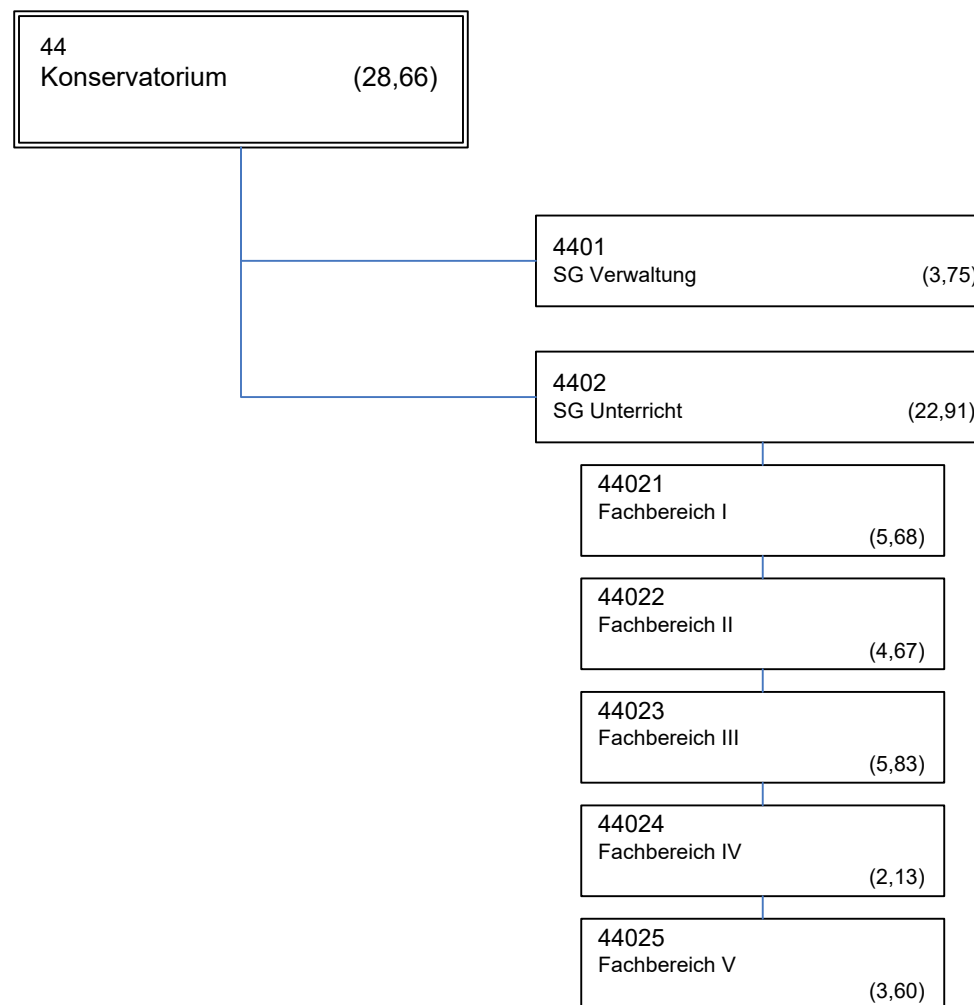 44
Konservatorium (28,66)
4401
SG Verwaltung (3,75)
4402
SG Unterricht (22,91)
44021
Fachbereich I
(5,68)
44022
Fachbereich II
(4,67)
44023
Fachbereich III
(5,83)
44024
Fachbereich IV
(2,13)
44025
Fachbereich V
(3,60)